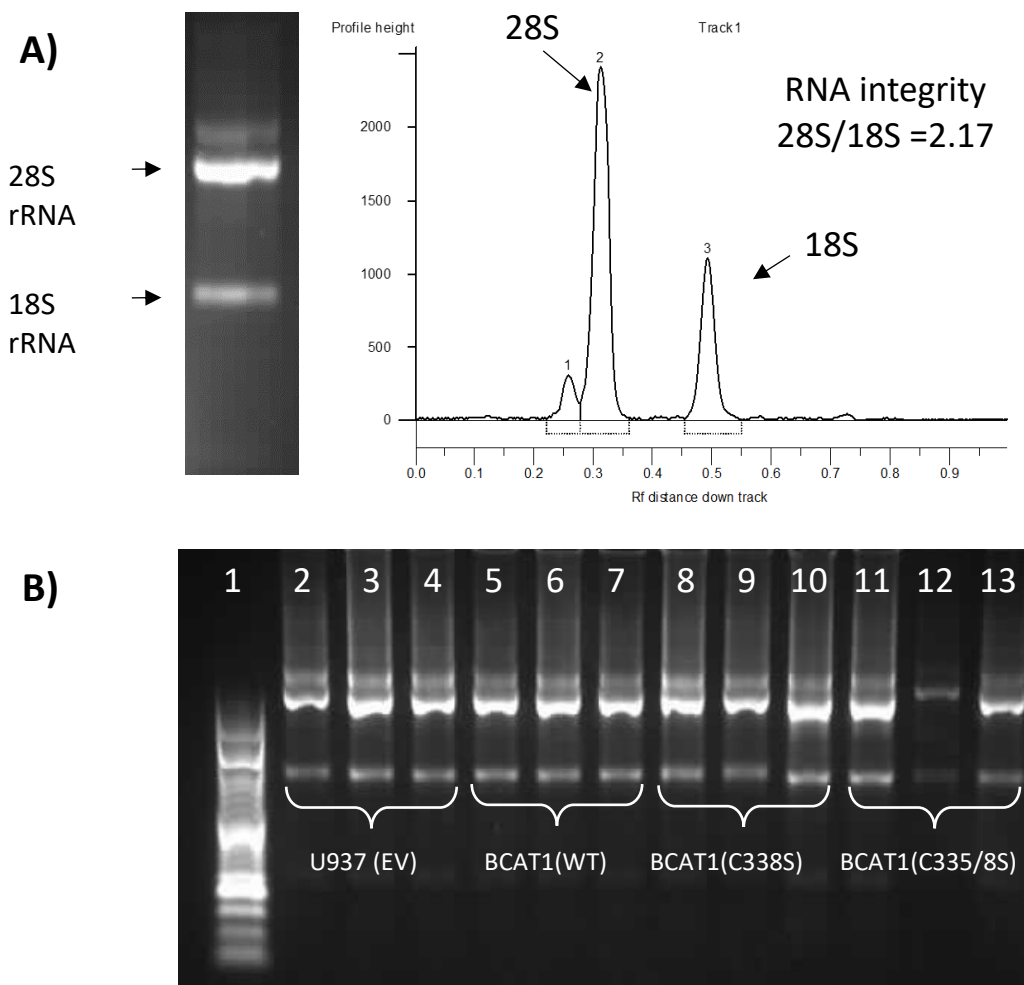 A)
28S
rRNA
18S
rRNA
Profile height
28S
Track1
RNA integrity
28S/18S =2.17
18S
1
2
3
2000
1500
1000
500
0
0.0 0.1 0.2 0.3 0.4 0.5 0.6 0.7 0.8 0.9
Rf distance down track
B)
1 2 3 4 5 6 7 8 9 10 11 12 13
U937 (EV) BCAT1(WT) BCAT1(C338S) BCAT1(C335/8S)